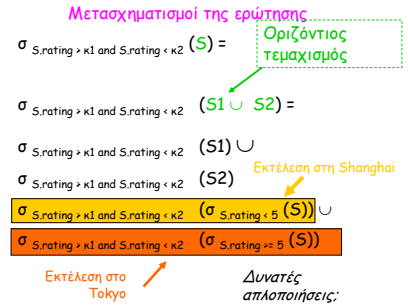 Μετασχηματισμοί της ερώτησης
σ S.rating > κ1 and S.rating < κ2 (S) =
Οριζόντιος
τεμαχισμός
σ S.rating > κ1 and S.rating < κ2 (S1 ∪ S2) =
σ S.rating > κ1 and S.rating < κ2 (S1) ∪
σ S.rating > κ1 and S.rating < κ2 (S2)
Εκτέλεση στη Shanghai
σ S.rating > κ1 and S.rating < κ2 (σ S.rating < 5 (S)) ∪
σ S.rating > κ1 and S.rating < κ2 (σ S.rating >= 5 (S))
Εκτέλεση στο
Tokyo
Δυνατές
απλοποιήσεις;